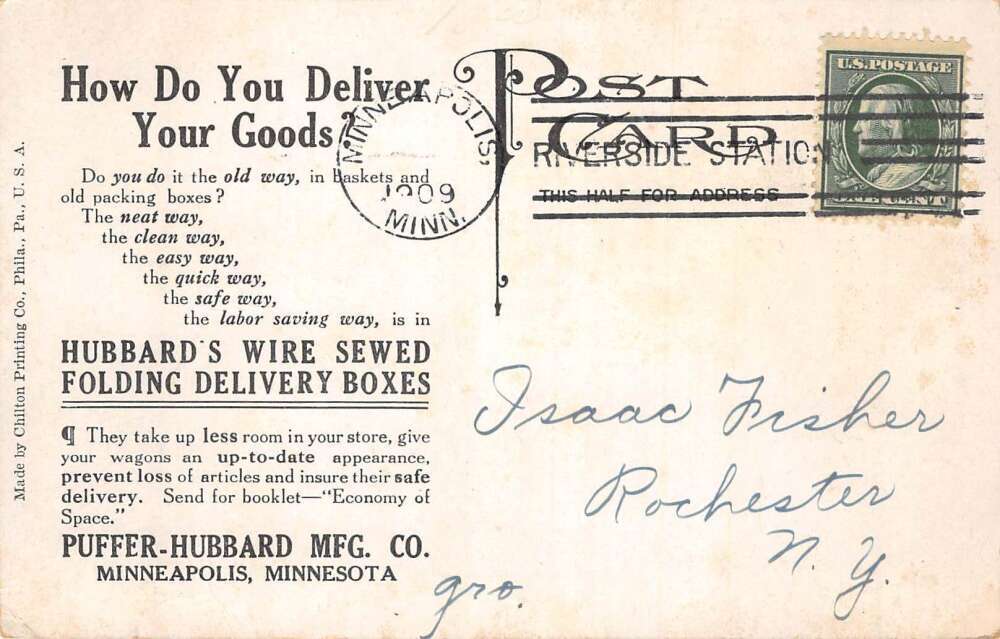 How Do You Deliver
Your Goods?
Do you do it the old way, in baskets and
old packing boxes?
The neat way,
the clean way,
the easy way,
the quick way,
the safe way,
the labor saving way, is in
HUBBARD'S WIRE SEWED
FOLDING DELIVERY BOXES
¶ They take up less room in your store, give
your wagons an up-to-date appearance,
prevent loss of articles and insure their safe
delivery. Send for booklet—"Economy of
Space."
PUFFER-HUBBARD MFG. CO.
MINNEAPOLIS, MINNESOTA
Made by Chilton Printing Co., Phila., Pa., U. S. A.
MINNEAPOLIS,
1909
MINN.
POST
CARD
RIVERSIDE STATION
THIS HALF FOR ADDRESS
U.S. POSTAGE
ONE CENT
Isaac Fisher
Rochester
N. Y.
gro.